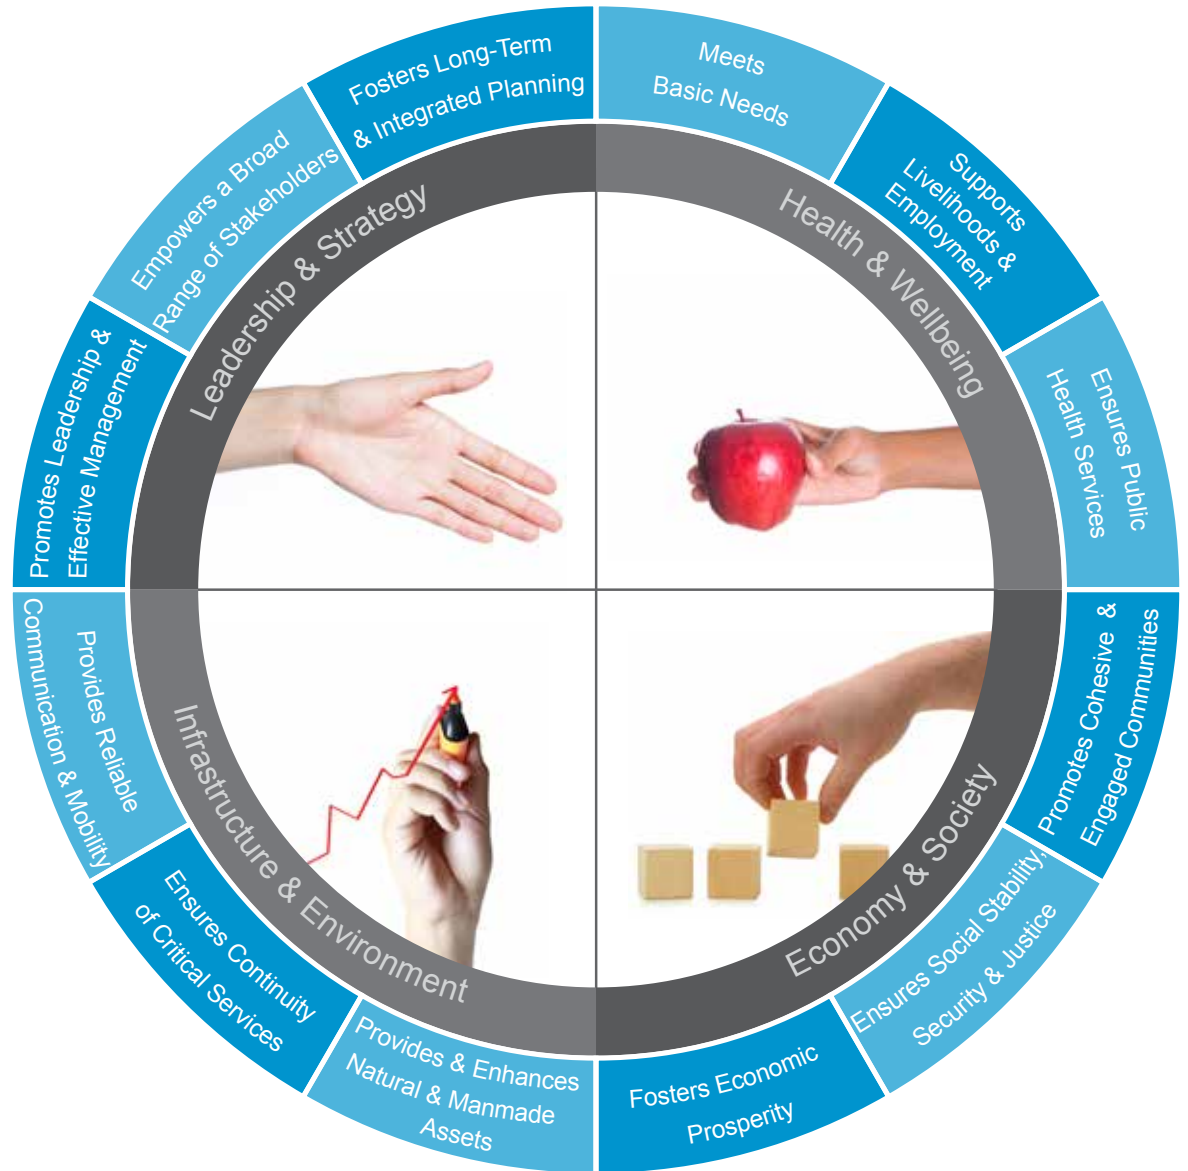 Meets
Basic Needs
Supports
Livelihoods &
Employment
Ensures Public
Health Services
Promotes Cohesive &
Engaged Communities
Ensures Social Stability,
Security & Justice
Fosters Economic
Prosperity
Provides & Enhances
Natural & Manmade
Assets
Ensures Continuity
of Critical Services
Provides Reliable
Communication & Mobility
Promotes Leadership &
Effective Management
Empowers a Broad
Range of Stakeholders
Fosters Long-Term
& Integrated Planning
Health & Wellbeing
Economy & Society
Infrastructure & Environment
Leadership & Strategy